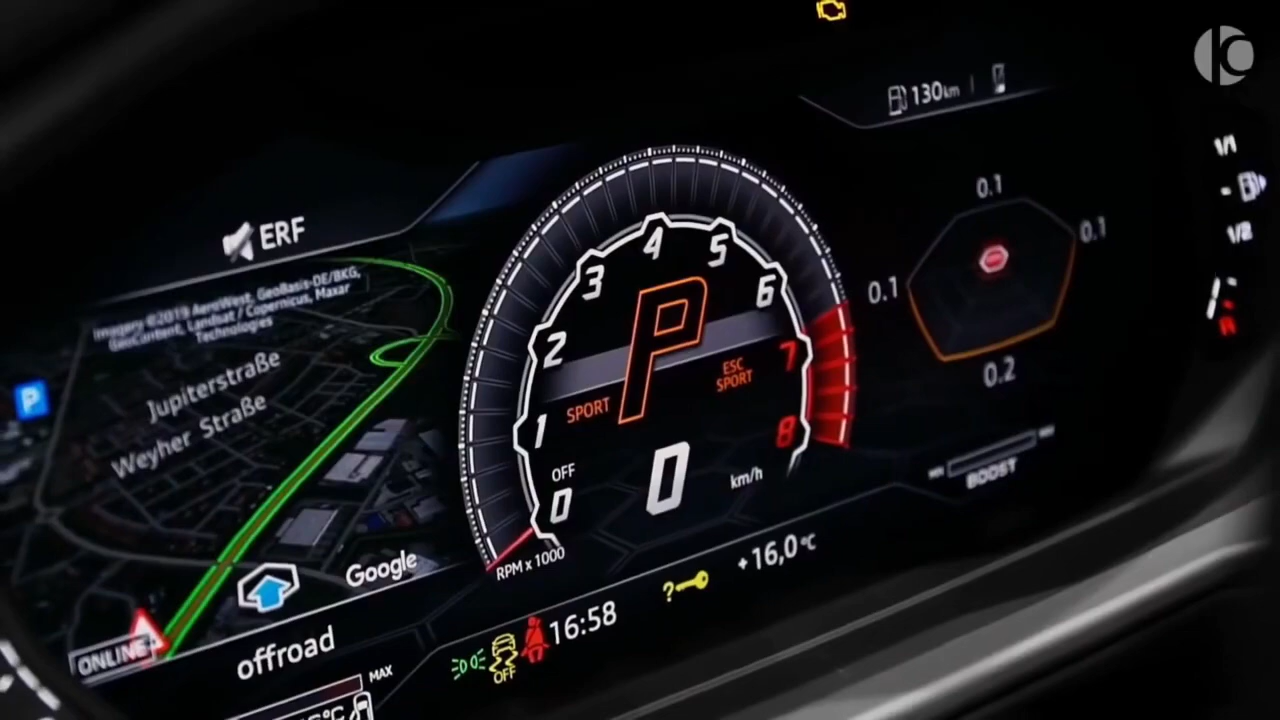 130km
ERF
Imagery ©2019 AeroWest, GeoBasis-DE/BKG,
GeoContent, Landsat / Copernicus, Maxar
Technologies
Jupiterstraße
Weyher Straße
P
Google
ONLINE
offroad
MAX
0
1
2
3
4
5
6
7
8
OFF
P
SPORT
ESC
SPORT
0
km/h
RPM x 1000
0.1
0.1
0.1
0.2
BOOST
?
+16,0°C
16:58
OFF
1/1
1/2